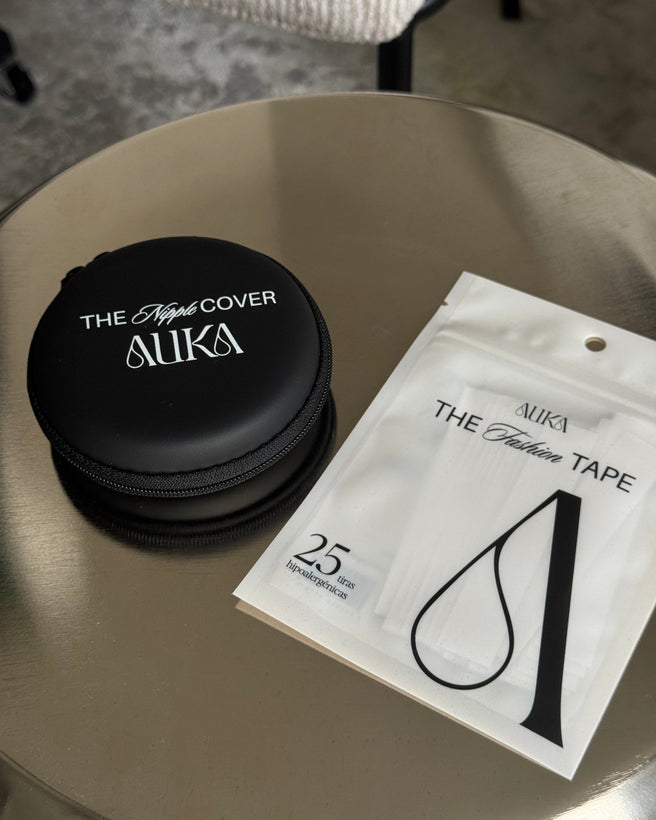 THE Nipple COVER
AUKA
AUKA
THE Fashion TAPE
25 tiras
hipoalergénicas